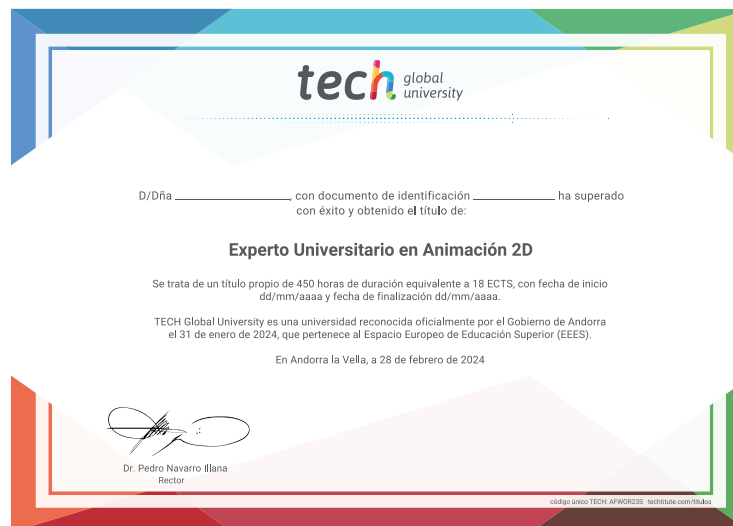 tech global
university
D/Dña ____________________, con documento de identificación ______________ ha superado
con éxito y obtenido el título de:
Experto Universitario en Animación 2D
Se trata de un título propio de 450 horas de duración equivalente a 18 ECTS, con fecha de inicio
dd/mm/aaaa y fecha de finalización dd/mm/aaaa.
TECH Global University es una universidad reconocida oficialmente por el Gobierno de Andorra
el 31 de enero de 2024, que pertenece al Espacio Europeo de Educación Superior (EEES).
En Andorra la Vella, a 28 de febrero de 2024
Dr. Pedro Navarro Illana
Rector
código único TECH: AFWOR23S techtitute.com/titulos